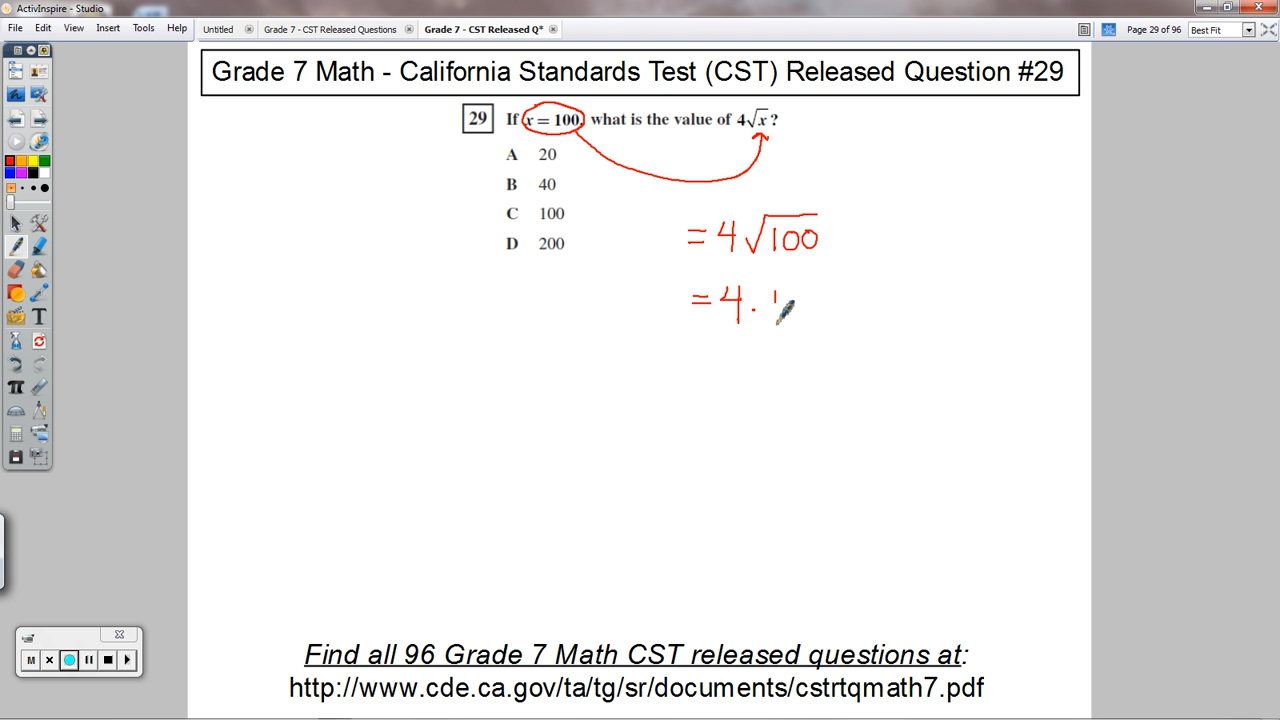 ActivInspire - Studio
File Edit View Insert Tools Help
Untitled
Grade 7 - CST Released Questions
Grade 7 - CST Released Q*
Page 29 of 96
Best Fit
Grade 7 Math - California Standards Test (CST) Released Question #29
29 If x = 100, what is the value of 4√x?
A 20
B 40
C 100
D 200
= 4√100
= 4 ·
M
Find all 96 Grade 7 Math CST released questions at:
http://www.cde.ca.gov/ta/tg/sr/documents/cstrtqmath7.pdf